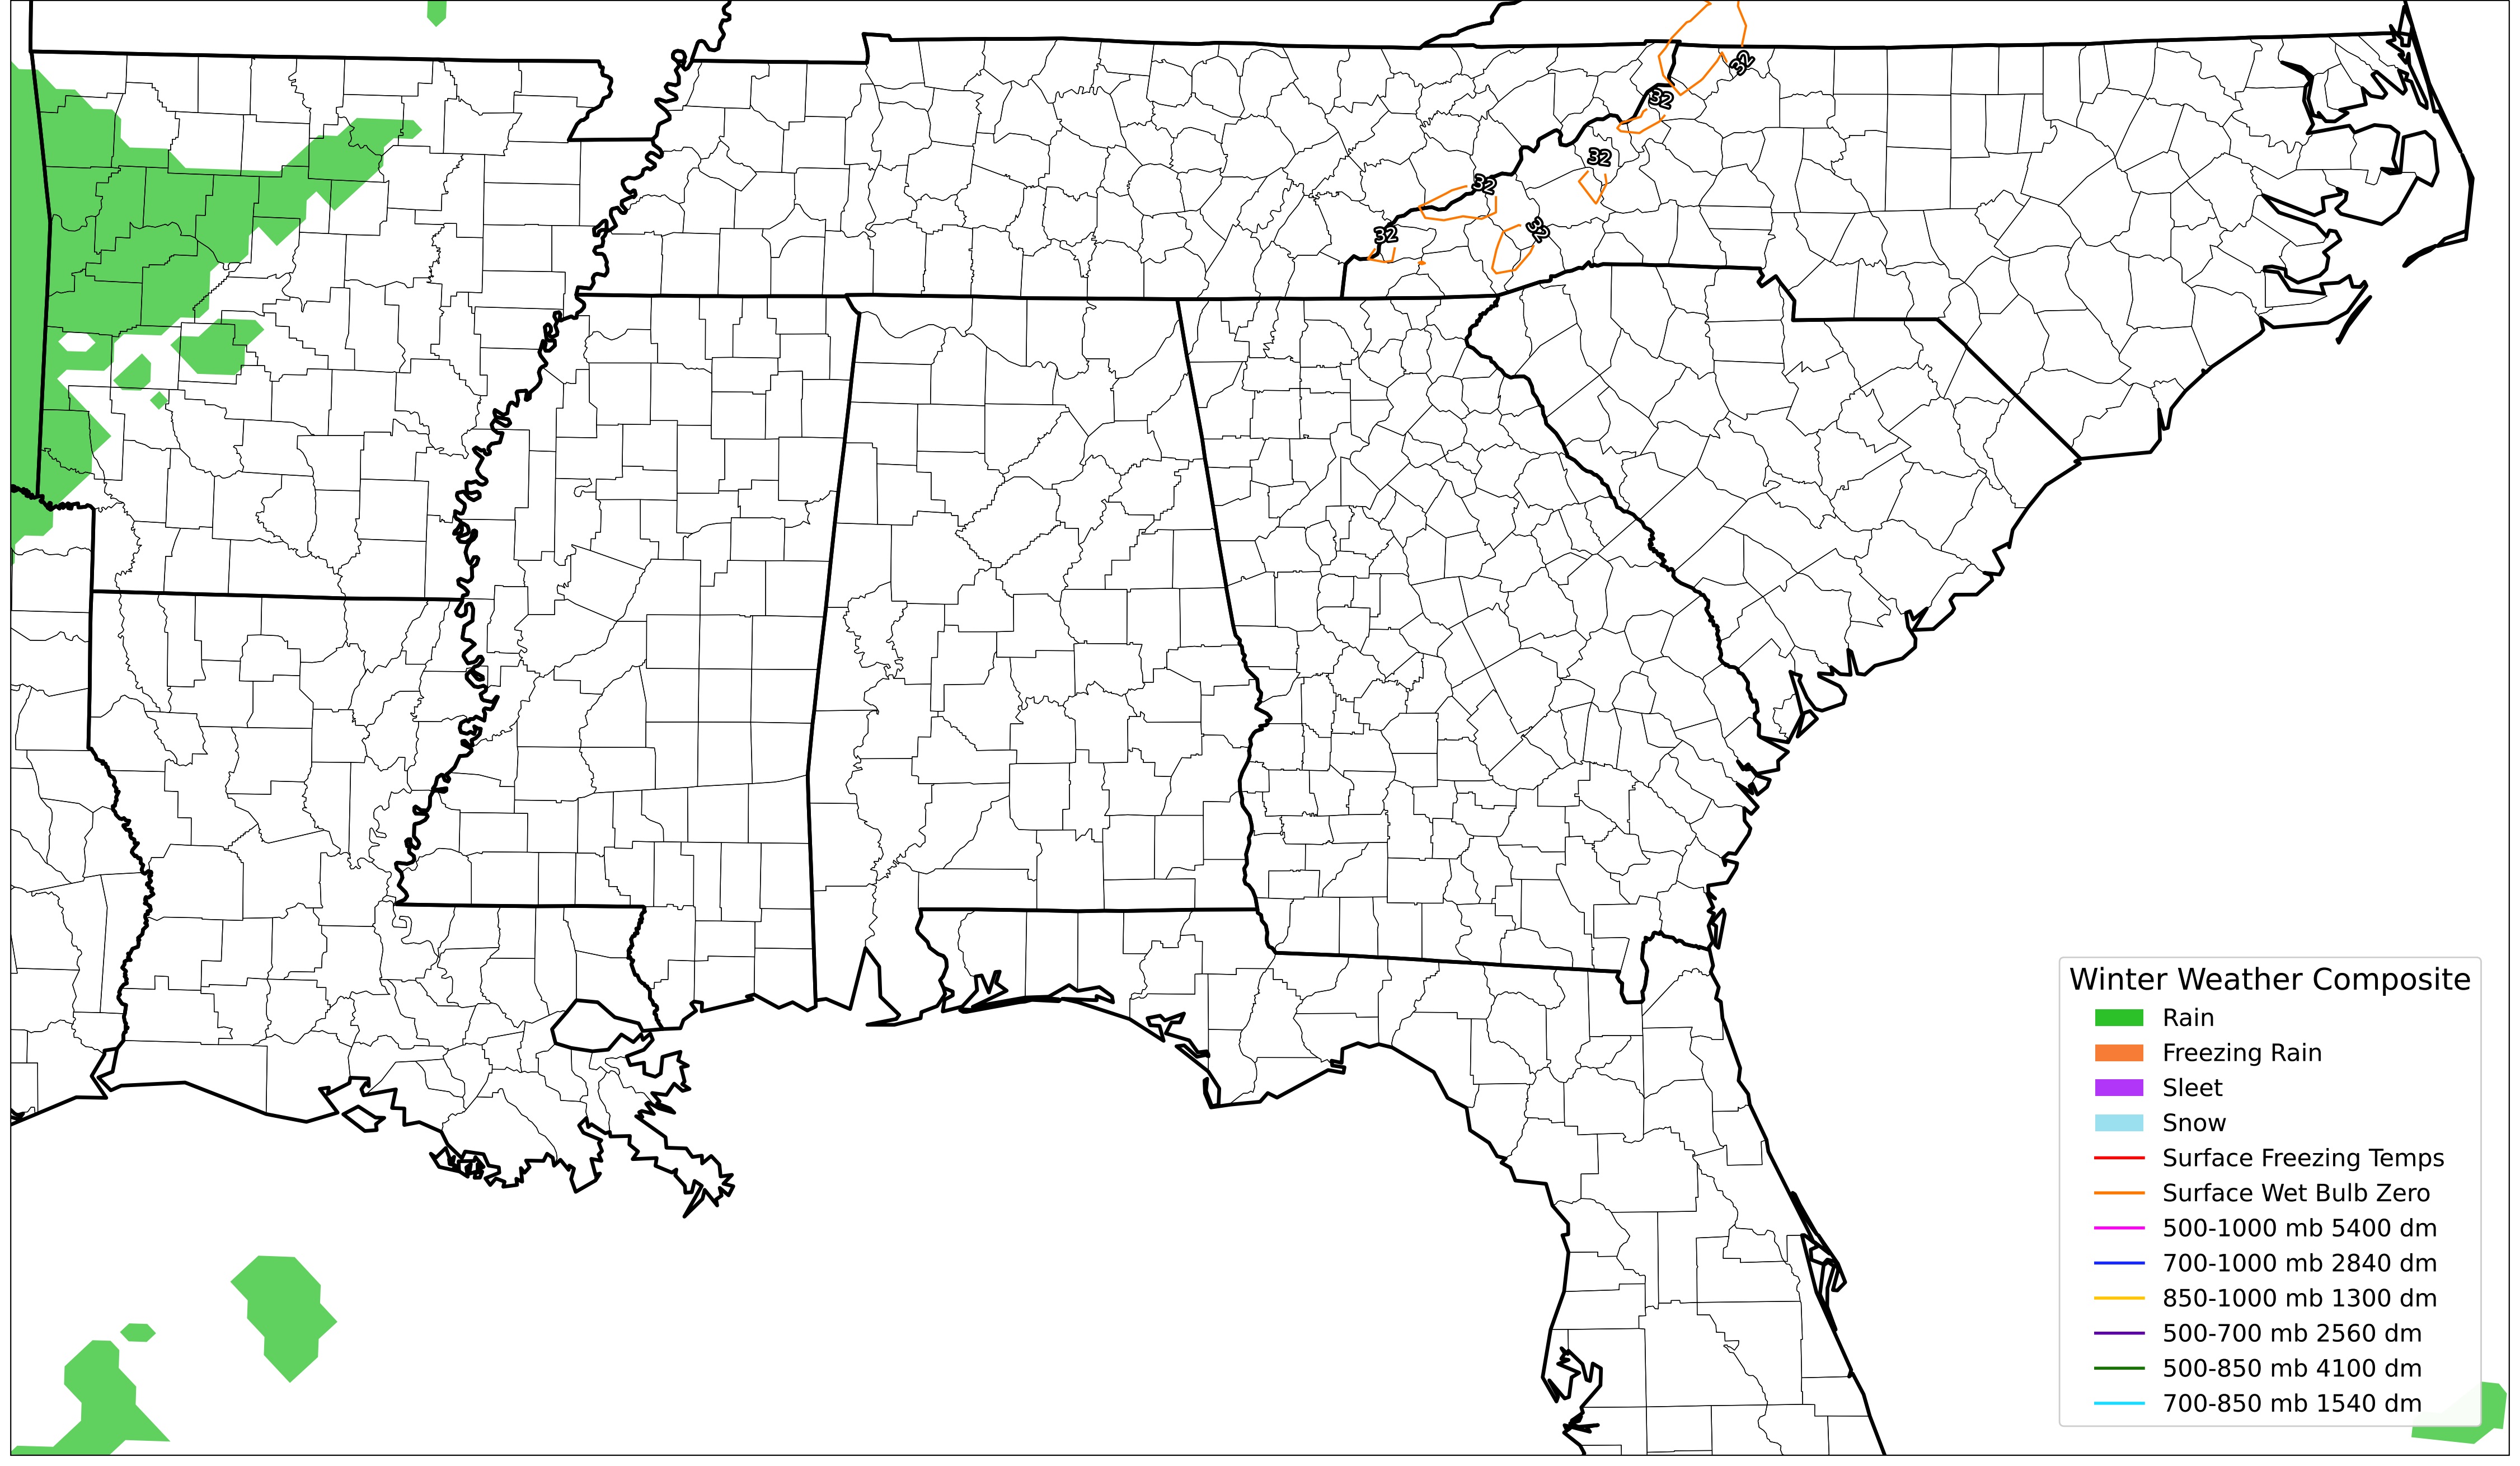 32
32
32
32
32
32
Winter Weather Composite
Rain
Freezing Rain
Sleet
Snow
Surface Freezing Temps
Surface Wet Bulb Zero
500-1000 mb 5400 dm
700-1000 mb 2840 dm
850-1000 mb 1300 dm
500-700 mb 2560 dm
500-850 mb 4100 dm
700-850 mb 1540 dm